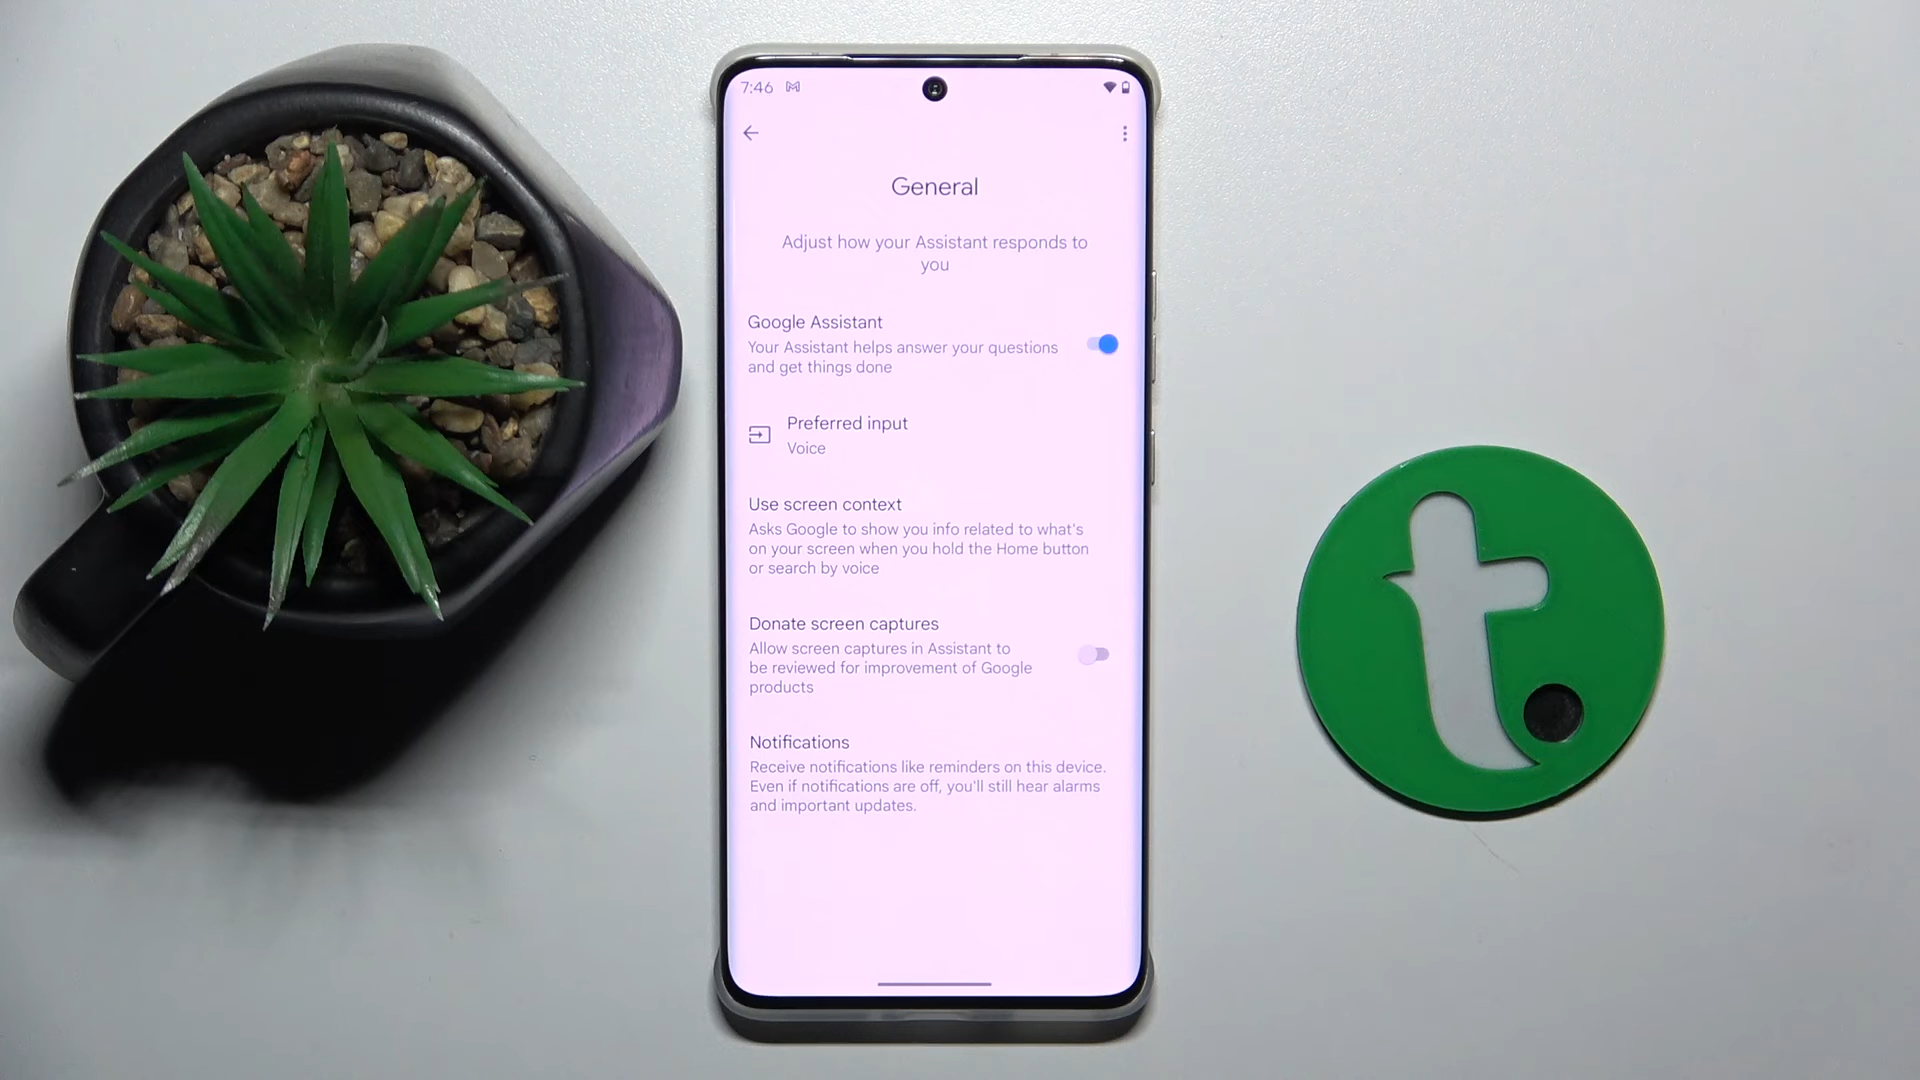 7:46
General
Adjust how your Assistant responds to
you
Google Assistant
Your Assistant helps answer your questions
and get things done
Preferred input
Voice
Use screen context
Asks Google to show you info related to what's
on your screen when you hold the Home button
or search by voice
Donate screen captures
Allow screen captures in Assistant to
be reviewed for improvement of Google
products
Notifications
Receive notifications like reminders on this device.
Even if notifications are off, you'll still hear alarms
and important updates.
t.